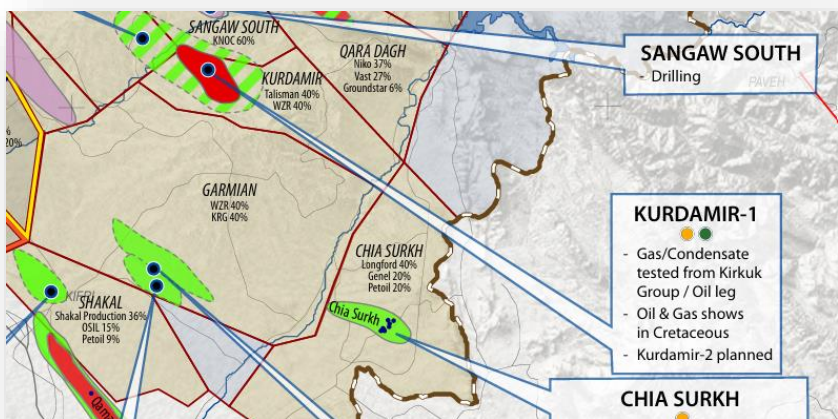 SANGAW SOUTH
KNOC 60%
QARA DAGH
Niko 37%
Vast 27%
Groundstar 6%
KURDAMIR
Talisman 40%
WZR 40%
SANGAW SOUTH
- Drilling
PAVEH
20%
GARMIAN
WZR 40%
KRG 40%
KURDAMIR-1
- Gas/Condensate
tested from Kirkuk
Group / Oil leg
- Oil & Gas shows
in Cretaceous
- Kurdamir-2 planned
CHIA SURKH
Longford 40%
Genel 20%
Petoil 20%
KIFRI
SHAKAL
Shakal Production 36%
OSIL 15%
Petoil 9%
Chia Surkh
Qama
CHIA SURKH